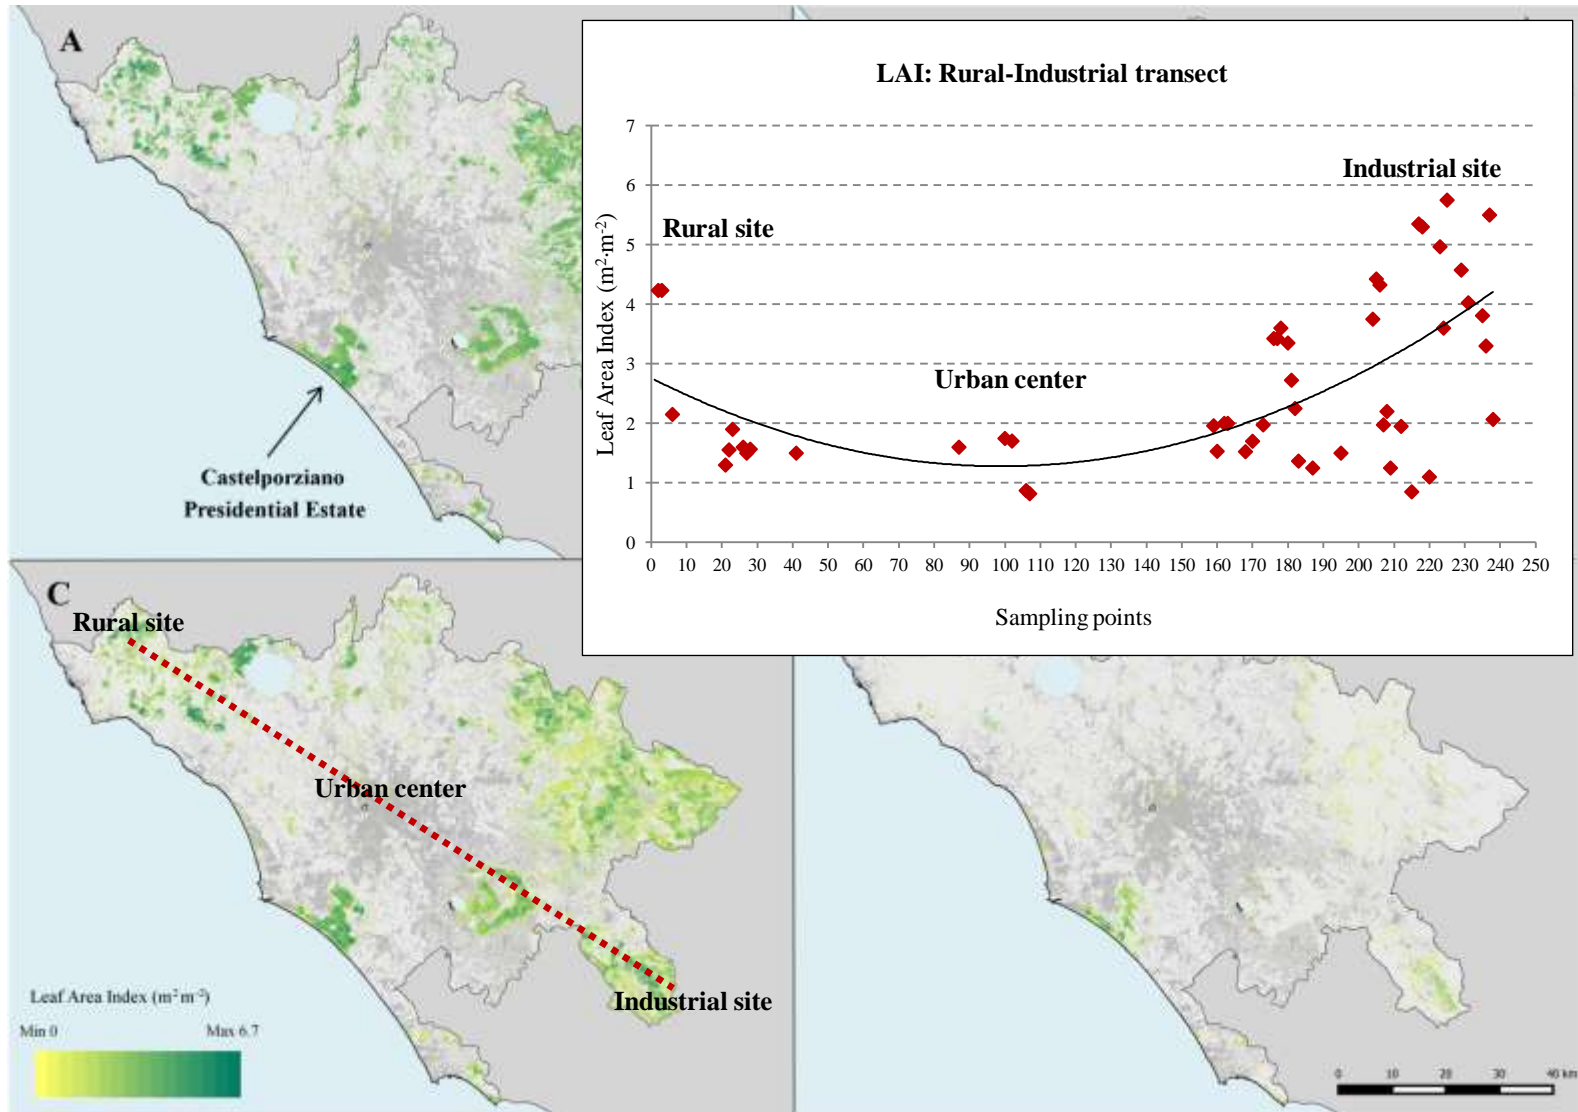 A
Castelporziano
Presidential Estate
LAI: Rural-Industrial transect
Leaf Area Index (m²·m⁻²)
7
6
5
4
3
2
1
0
Rural site
Urban center
Industrial site
0 10 20 30 40 50 60 70 80 90 100 110 120 130 140 150 160 170 180 190 200 210 220 230 240 250
Sampling points
C
Rural site
Urban center
Industrial site
Leaf Area Index (m² m⁻²)
Min 0 Max 6.7
0 10 20 30 40 km